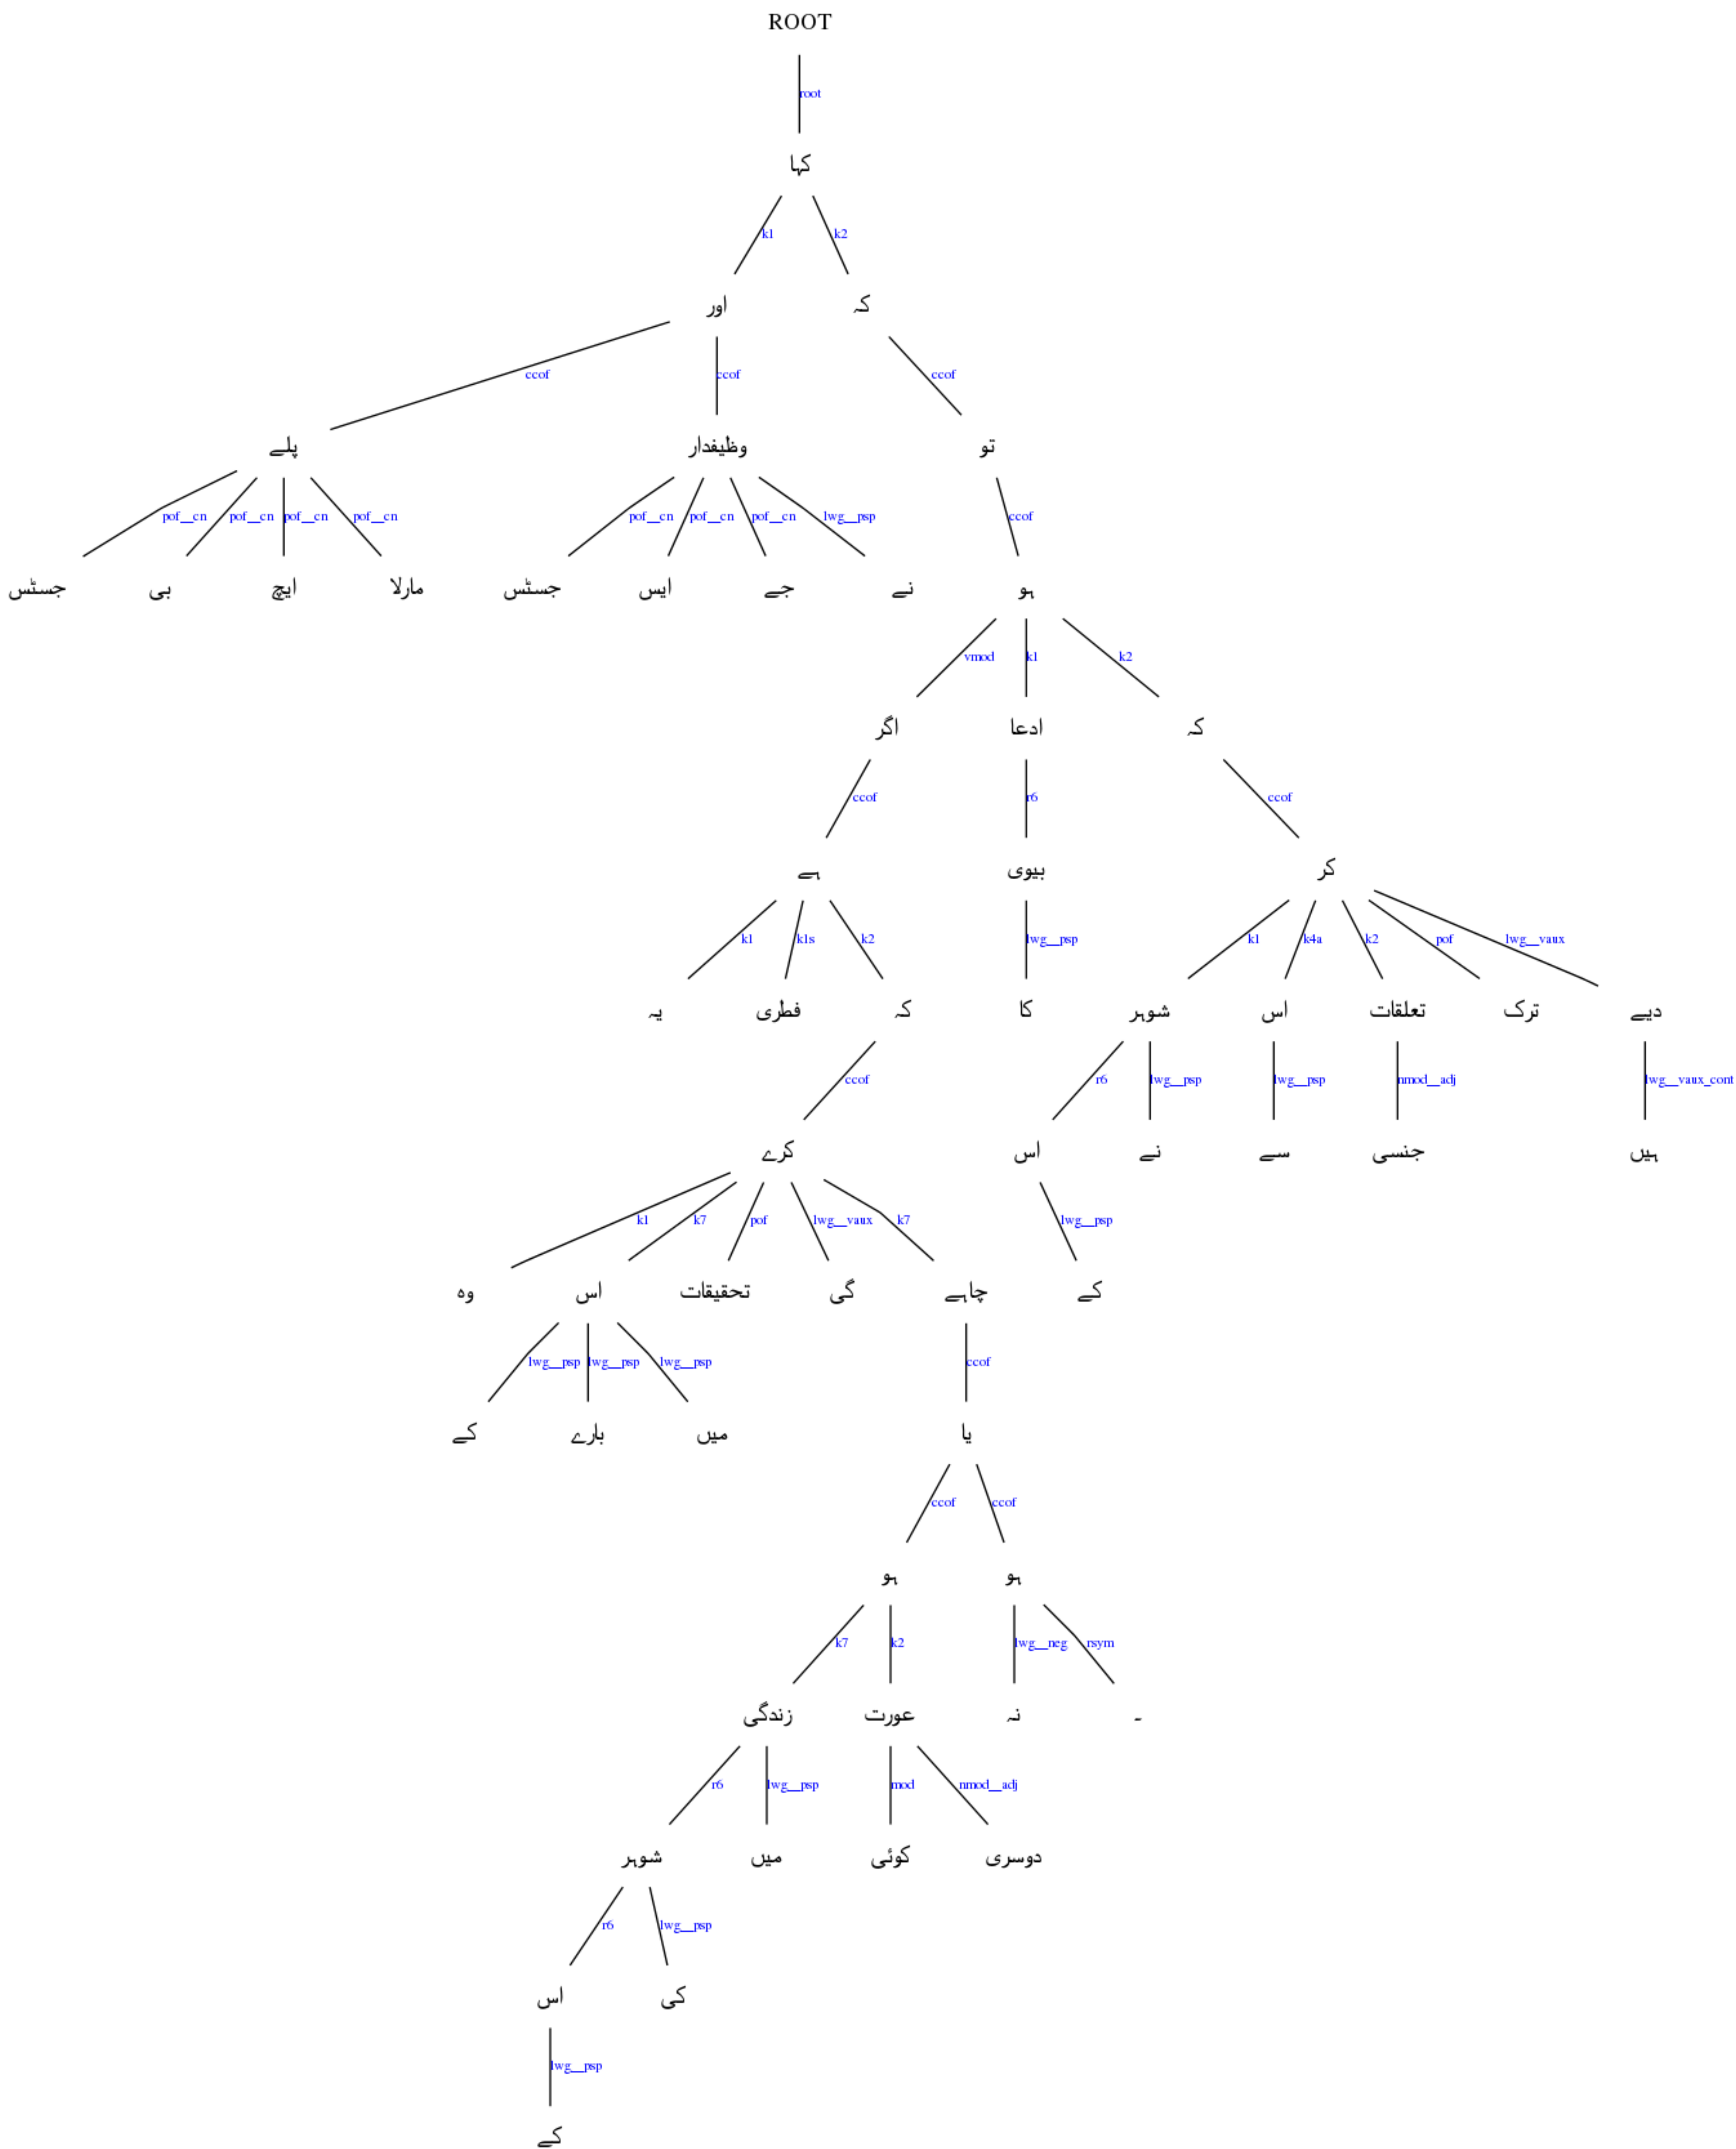 ROOT
root
کہا
k1 k2
اور کہ
ccof ccof ccof
پلے وظیفدار تو
pof__cn pof__cn pof__cn pof__cn pof__cn pof__cn pof__cn lwg__psp ccof
جسٹس بی ایچ مارلا جسٹس ایس جے نے ہو
vmod k1 k2
اگر ادعا کہ
ccof r6 ccof
ہے بیوی کر
k1 k1s k2 lwg__psp k1 k4a k2 pof lwg__vaux
یہ فطری کہ کا شوہر اس تعلقات ترک دیے
ccof r6 lwg__psp lwg__psp nmod__adj lwg__vaux_cont
کرے اس نے سے جنسی ہیں
k1 k7 pof lwg__vaux k7 lwg__psp
وہ اس تحقیقات گی چاہے کے
lwg__psp lwg__psp lwg__psp ccof
کے بارے میں یا
ccof ccof
ہو ہو
k7 k2 lwg__neg rsym
زندگی عورت نہ ۔
r6 lwg__psp mod nmod__adj
شوہر میں کوئی دوسری
r6 lwg__psp
اس کی
lwg__psp
کے